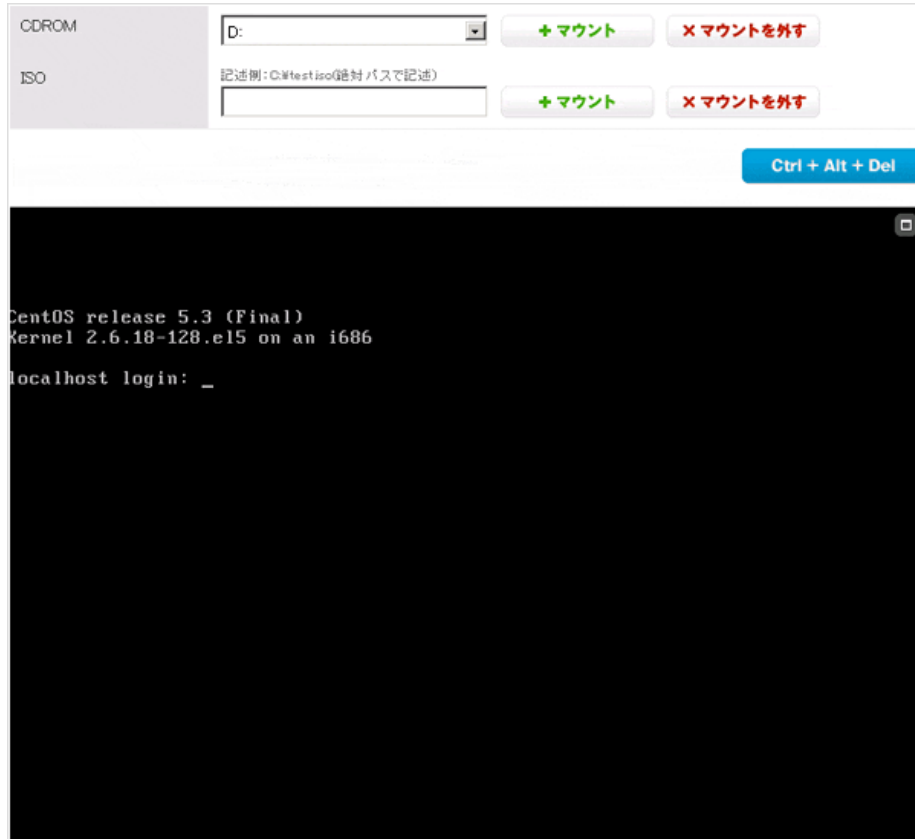 CDROM
D:
+マウント
×マウントを外す
記述例:C:¥test.iso(絶対パスで記述)
ISO
+マウント
×マウントを外す
Ctrl + Alt + Del
CentOS release 5.3 (Final)
Kernel 2.6.18-128.el5 on an i686
localhost login: _